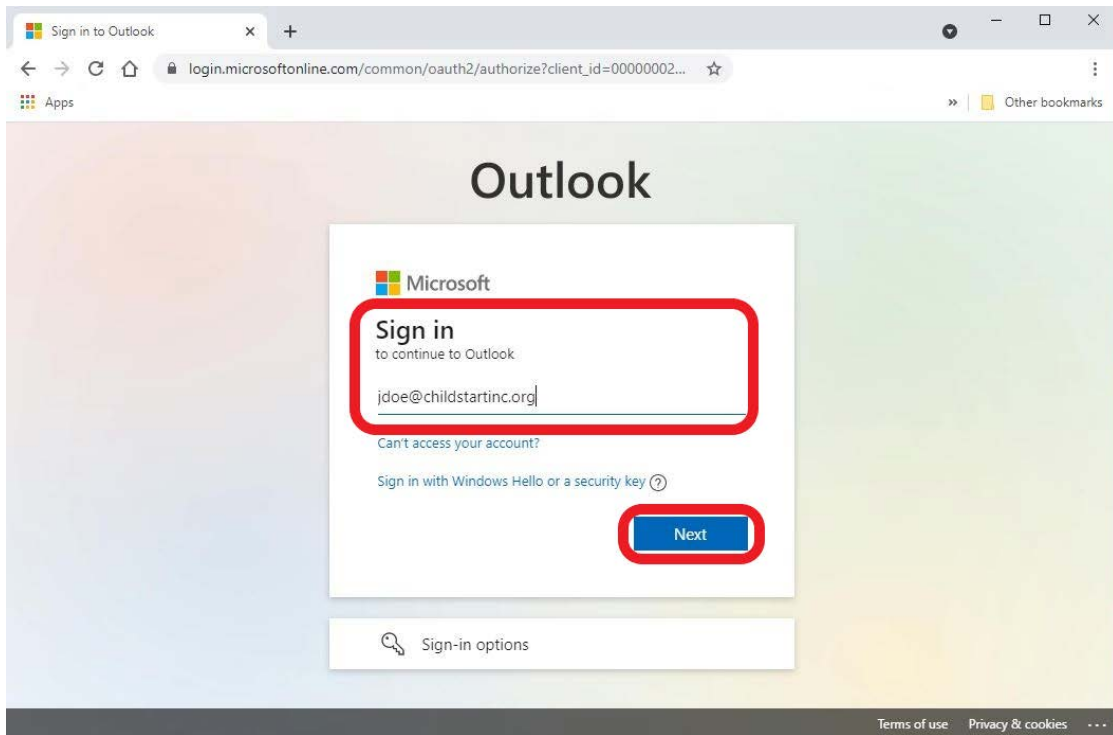 Sign in to Outlook
login.microsoftonline.com/common/oauth2/authorize?client_id=00000002...
Apps
» Other bookmarks
Outlook
Microsoft
Sign in
to continue to Outlook
jdoe@childstartinc.org
Can't access your account?
Sign in with Windows Hello or a security key ?
Next
Sign-in options
Terms of use Privacy & cookies ...